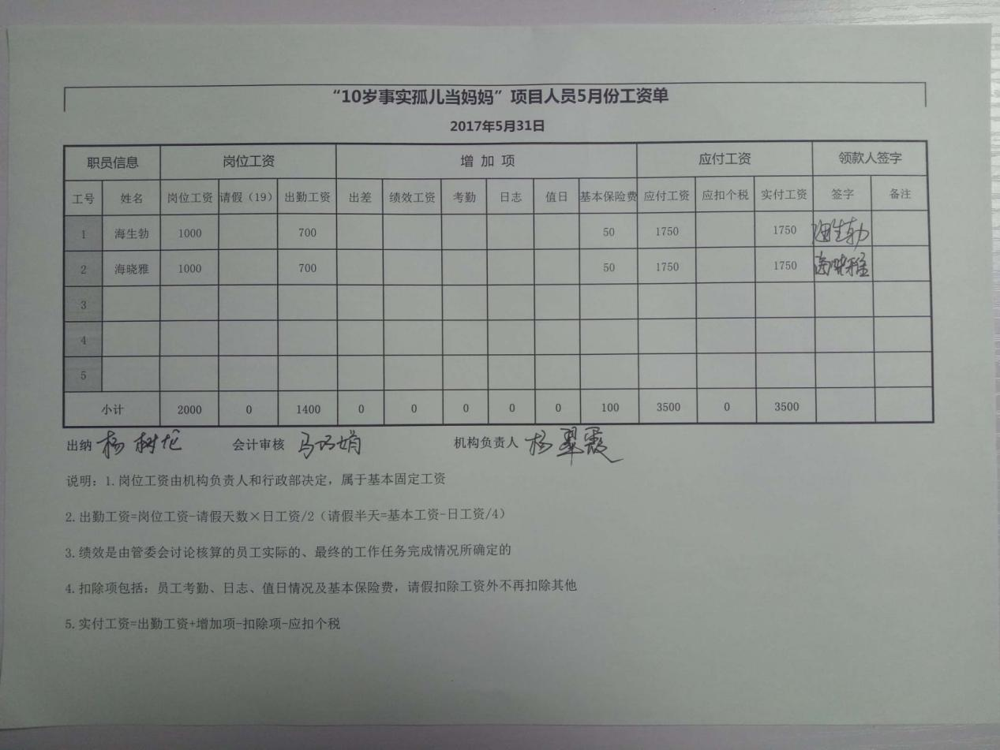 “10岁事实孤儿当妈妈”项目人员5月份工资单
2017年5月31日
职员信息 岗位工资 增 加 项 应付工资 领款人签字
工号 姓名 岗位工资 请假（19） 出勤工资 出差 绩效工资 考勤 日志 值日 基本保险费 应付工资 应扣个税 实付工资 签字 备注
1 海生勃 1000 700 50 1750 1750 海生勃
2 海晓雅 1000 700 50 1750 1750 海晓雅
3
4
5
小计 2000 0 1400 0 0 0 0 0 100 3500 0 3500
出纳 杨树龙 会计审核 马巧娟 机构负责人 杨翠霞
说明：1.岗位工资由机构负责人和行政部决定，属于基本固定工资
2.出勤工资=岗位工资-请假天数×日工资/2（请假半天=基本工资-日工资/4）
3.绩效是由管委会讨论核算的员工实际的、最终的工作任务完成情况所确定的
4.扣除项包括：员工考勤、日志、值日情况及基本保险费，请假扣除工资外不再扣除其他
5.实付工资=出勤工资+增加项-扣除项-应扣个税